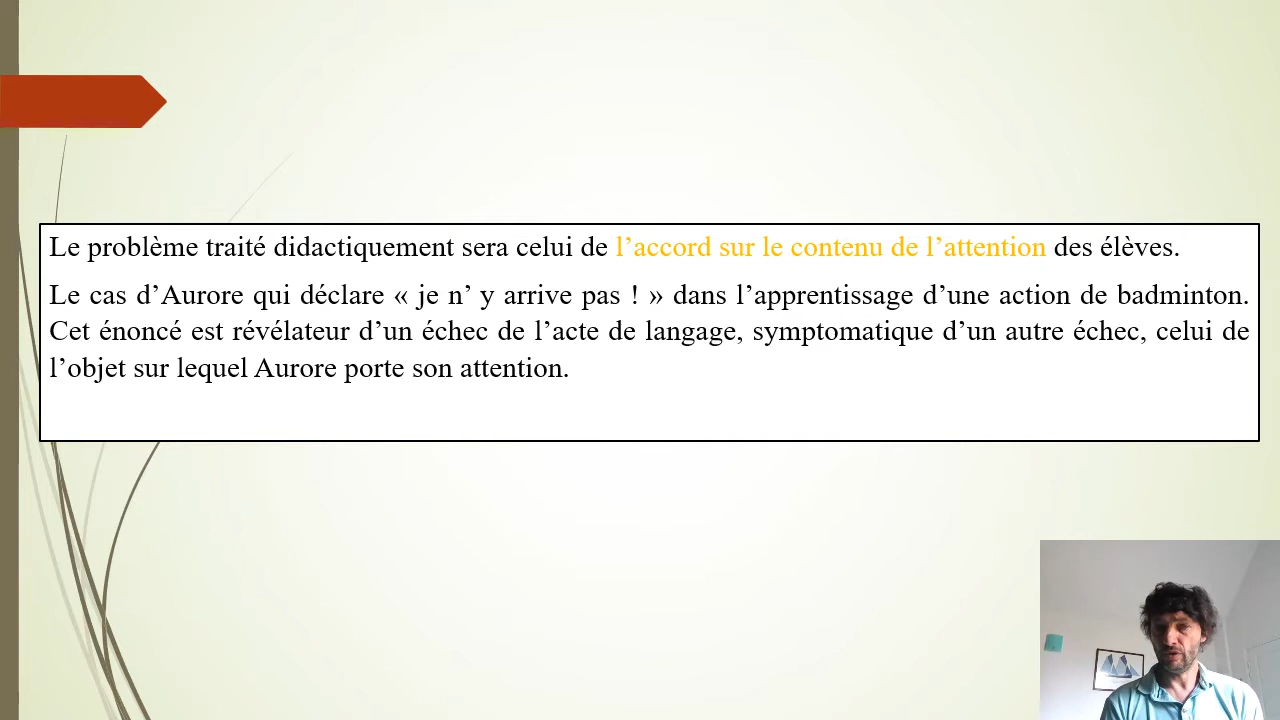 Le problème traité didactiquement sera celui de l’accord sur le contenu de l’attention des élèves.
Le cas d’Aurore qui déclare « je n’ y arrive pas ! » dans l’apprentissage d’une action de badminton.
Cet énoncé est révélateur d’un échec de l’acte de langage, symptomatique d’un autre échec, celui de
l’objet sur lequel Aurore porte son attention.